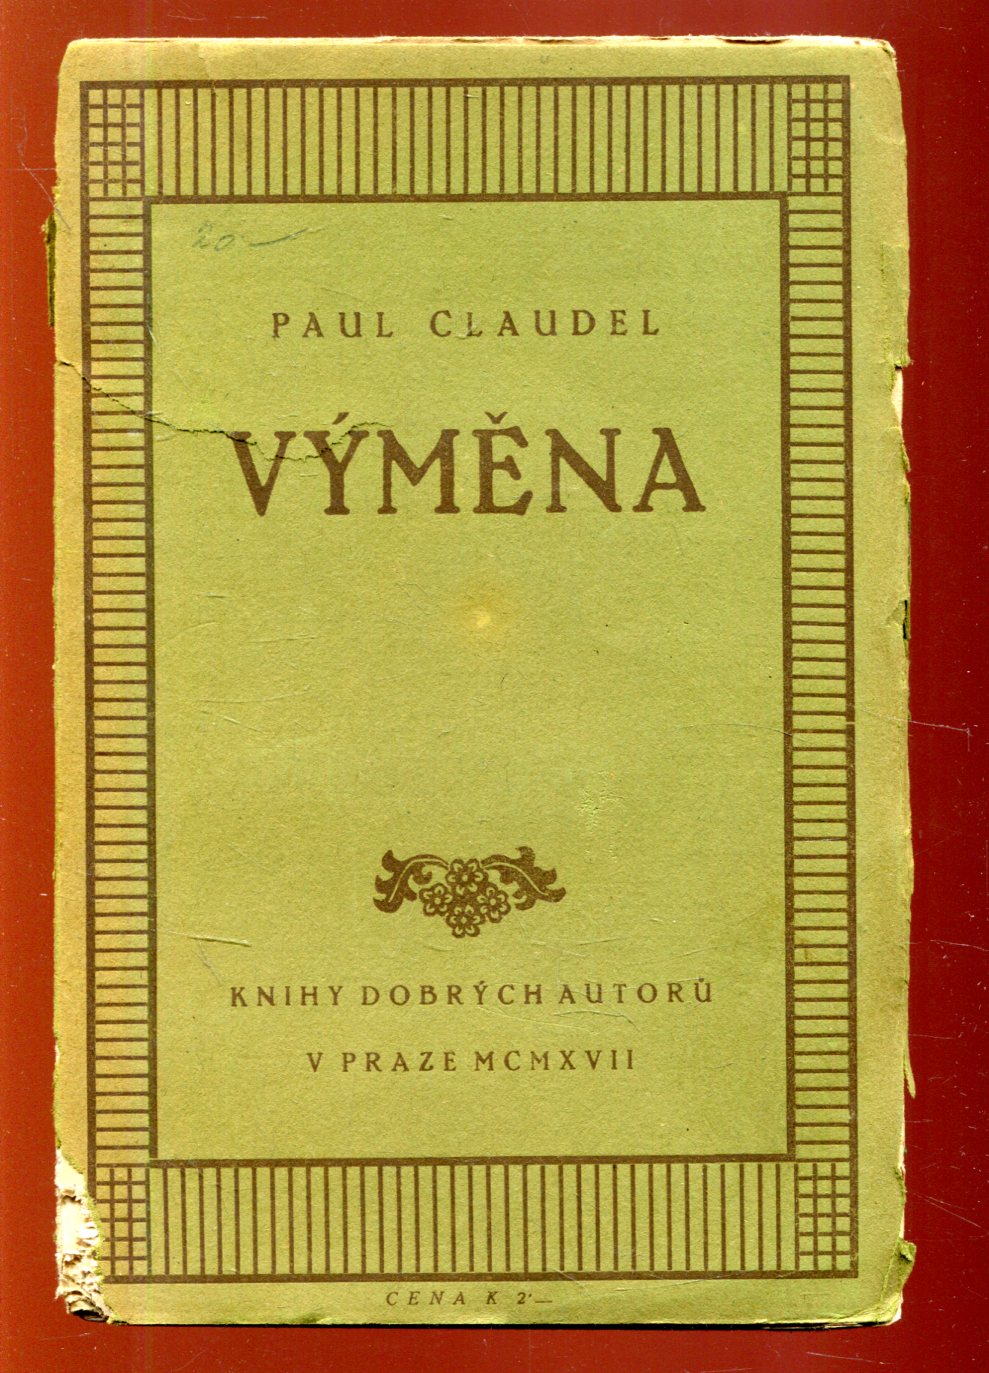 20 —
PAUL CLAUDEL
VÝMĚNA
KNIHY DOBRÝCH AUTORŮ
V PRAZE MCMXVII
CENA K 2'—